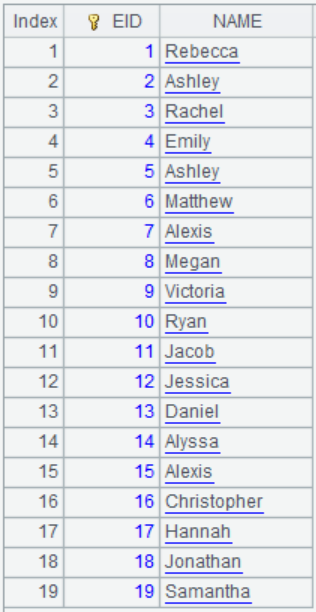 Index EID NAME
1 1 Rebecca
2 2 Ashley
3 3 Rachel
4 4 Emily
5 5 Ashley
6 6 Matthew
7 7 Alexis
8 8 Megan
9 9 Victoria
10 10 Ryan
11 11 Jacob
12 12 Jessica
13 13 Daniel
14 14 Alyssa
15 15 Alexis
16 16 Christopher
17 17 Hannah
18 18 Jonathan
19 19 Samantha